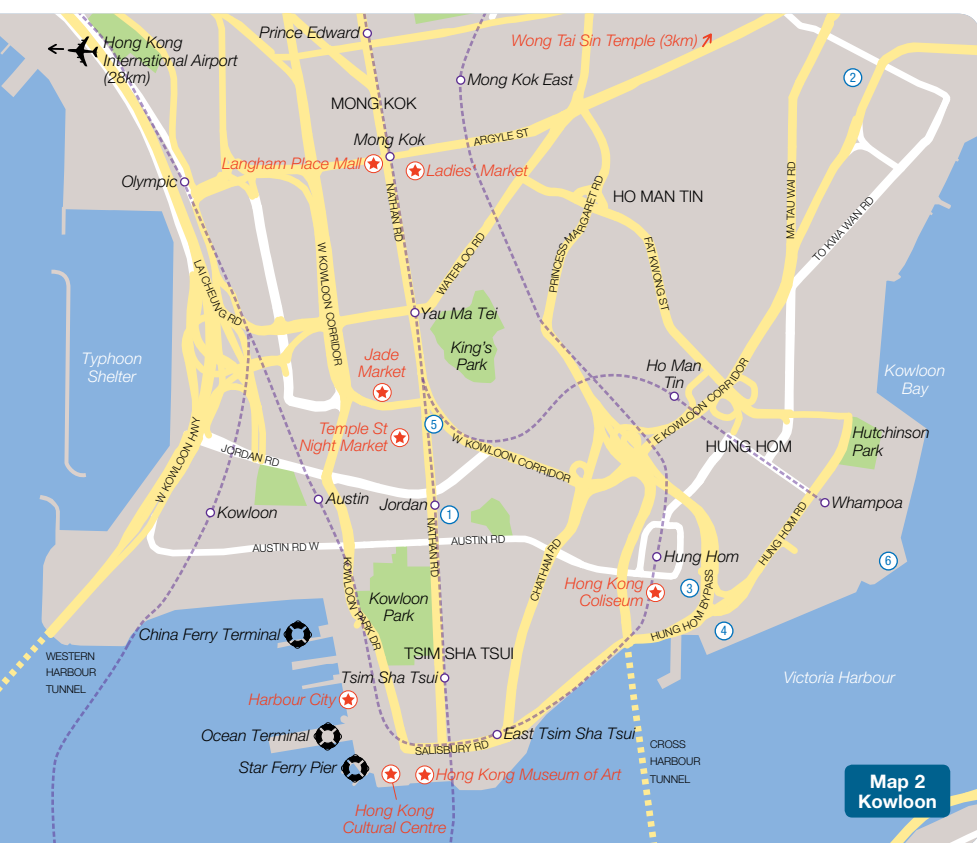 Prince Edward
Wong Tai Sin Temple (3km)
Hong Kong
International Airport
(28km)
Mong Kok East
2
MONG KOK
ARGYLE ST
Mong Kok
Langham Place Mall
Ladies' Market
Olympic
HO MAN TIN
NATHAN RD
MA TAU WAI RD
TO KWA WAN RD
PRINCESS MARGARET RD
WATERLOO RD
FAT KWONG ST
W KOWLOON CORRIDOR
LAI CHEUNG RD
Yau Ma Tei
King's
Park
Typhoon
Shelter
Jade
Market
Ho Man
Tin
Kowloon
Bay
E KOWLOON CORRIDOR
5
Temple St
Night Market
W KOWLOON CORRIDOR
HUNG HOM
Hutchinson
Park
W KOWLOON HWY
JORDAN RD
Kowloon
Austin
Jordan
1
Whampoa
NATHAN RD
AUSTIN RD W
AUSTIN RD
HUNG HOM RD
Hung Hom
6
CHATHAM RD
Hong Kong
Coliseum
3
HUNG HOM BYPASS
KOWLOON PARK DR
Kowloon
Park
4
China Ferry Terminal
TSIM SHA TSUI
WESTERN
HARBOUR
TUNNEL
Tsim Sha Tsui
Victoria Harbour
Harbour City
Ocean Terminal
East Tsim Sha Tsui
SALISBURY RD
CROSS
HARBOUR
TUNNEL
Star Ferry Pier
Hong Kong Museum of Art
Hong Kong
Cultural Centre
Map 2
Kowloon